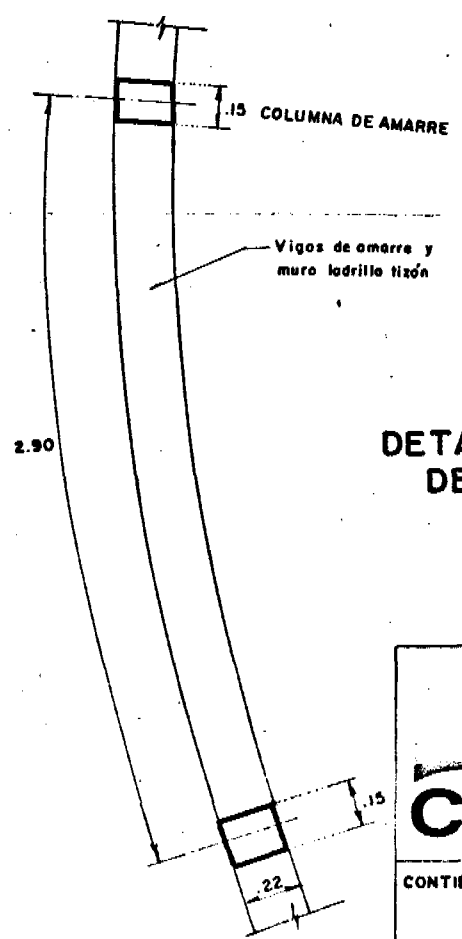 .15 COLUMNA DE AMARRE
Vigas de amarre y
muro ladrillo tizón
2.90
DETA
DE
.15
C
.22
CONTI